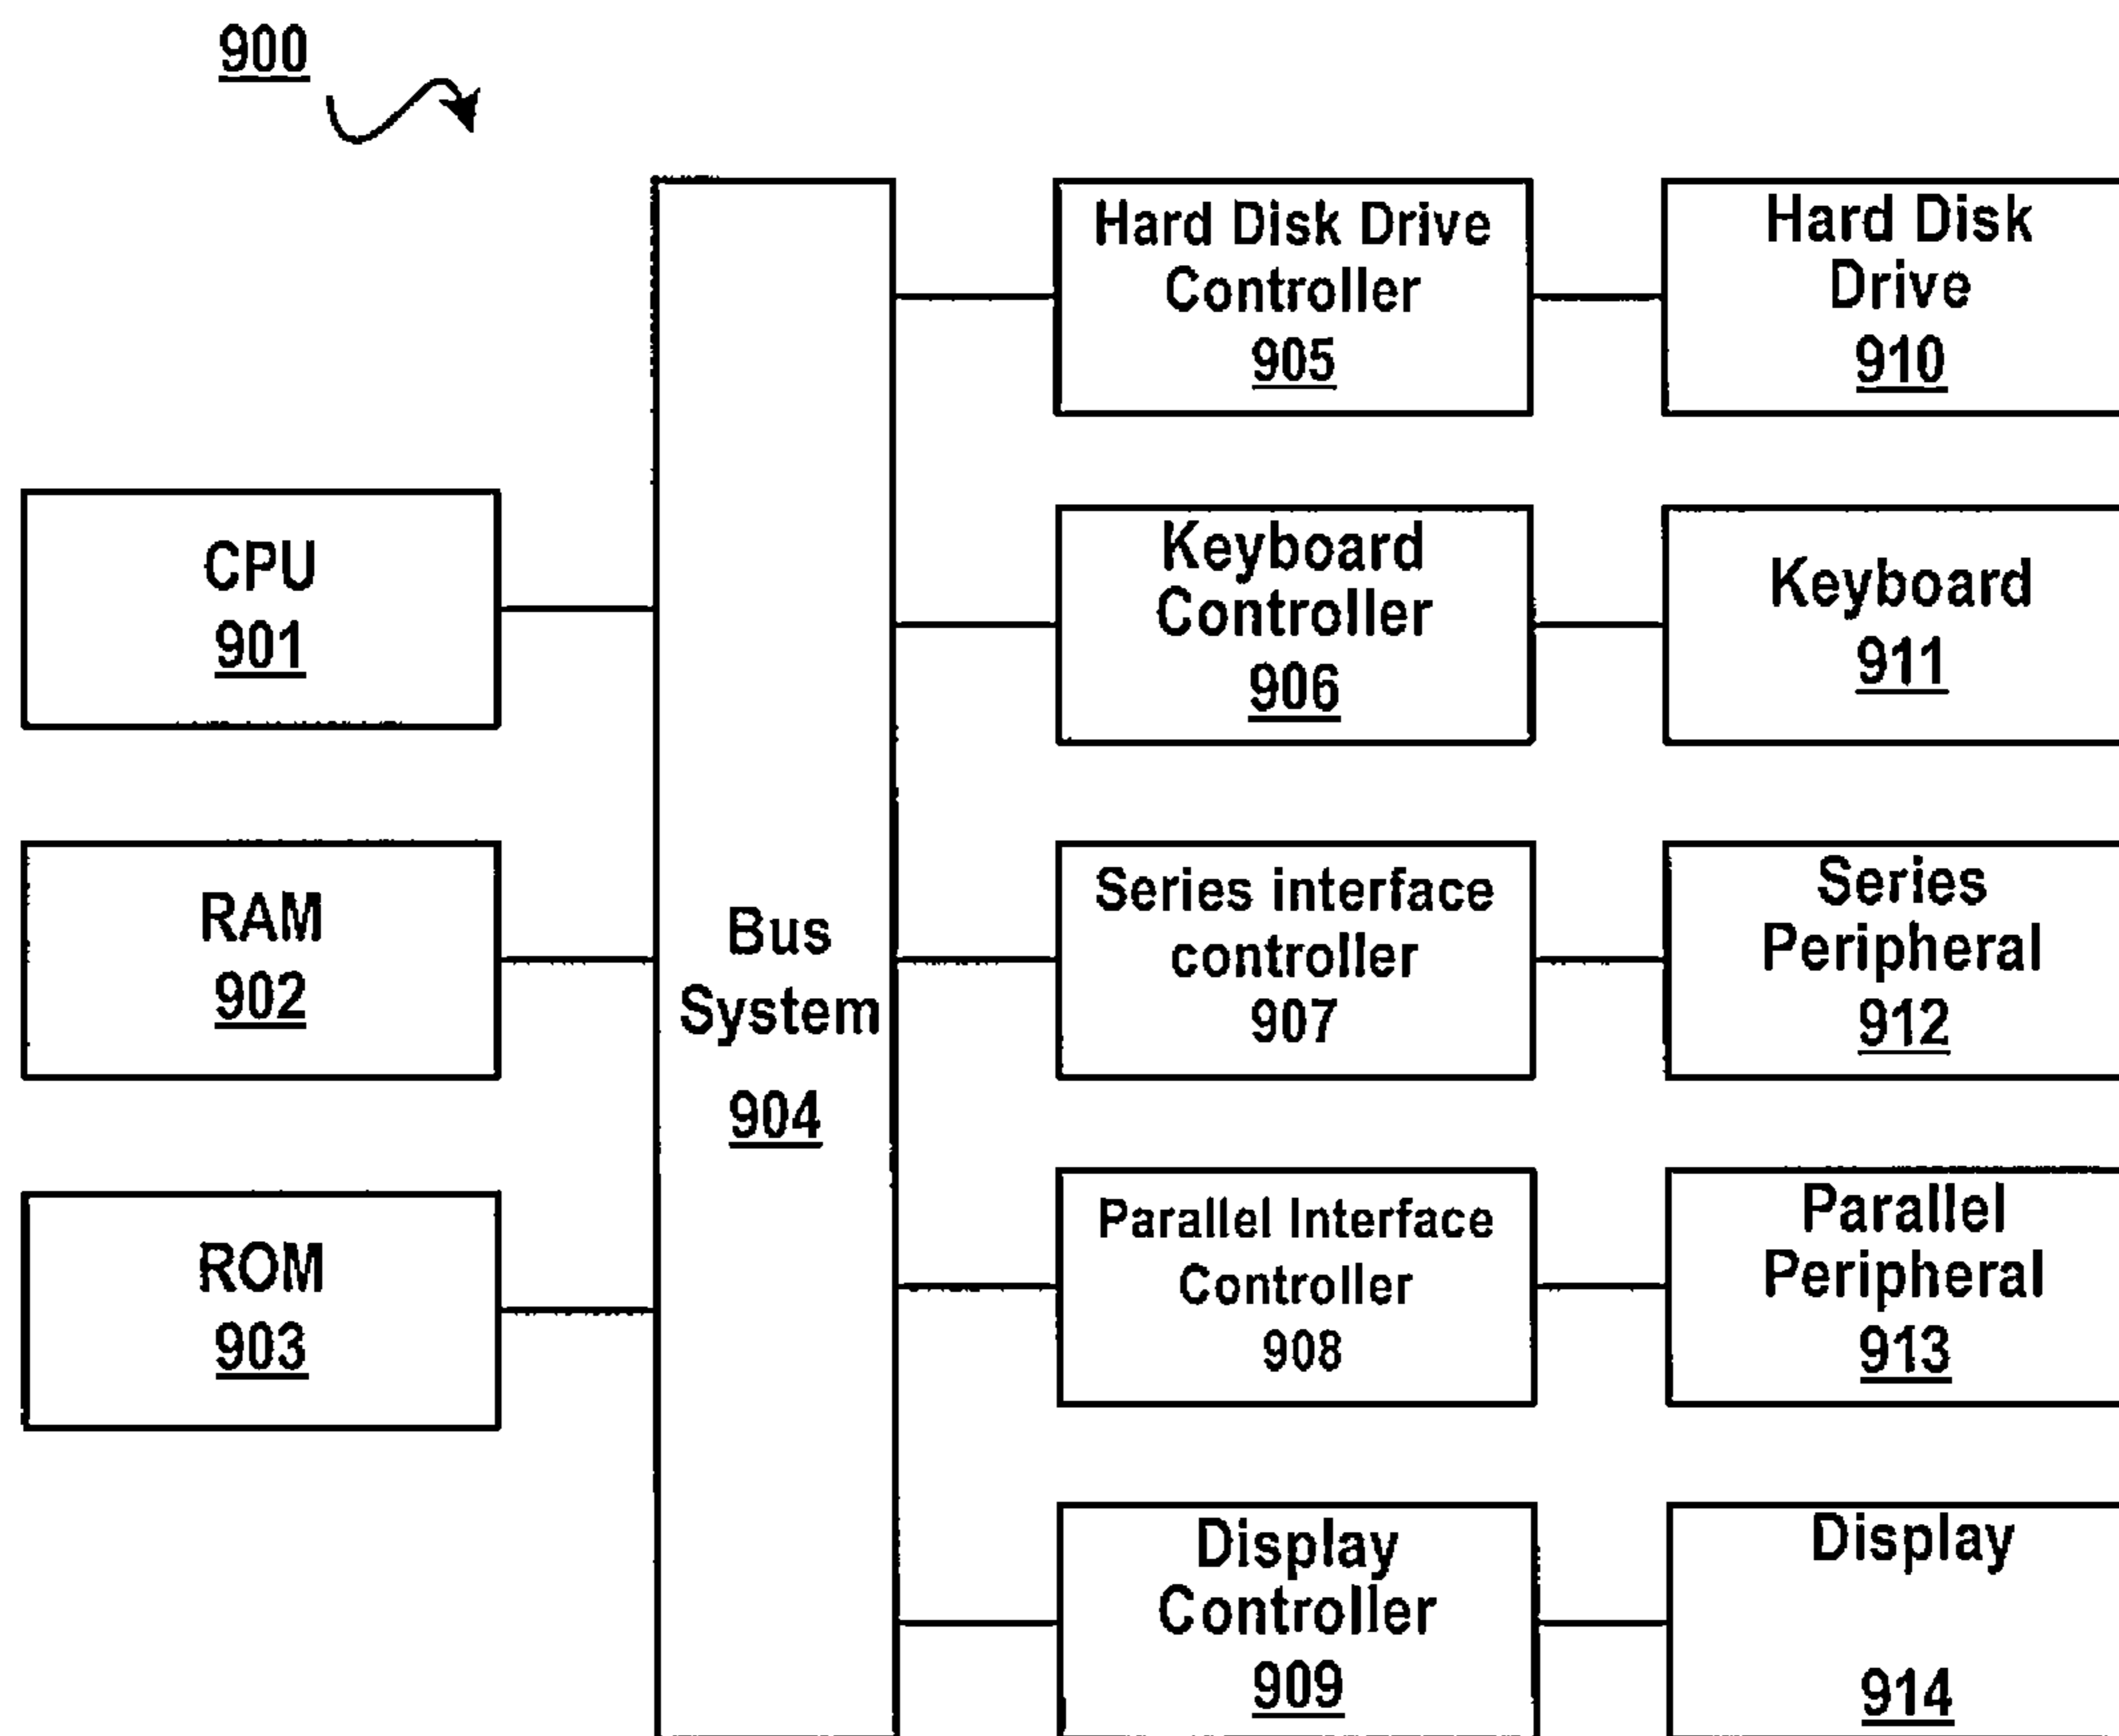 900
Hard Disk Drive
Controller
905
Hard Disk
Drive
910
CPU
901
Keyboard
Controller
906
Keyboard
911
RAM
902
Bus
System
904
Series interface
controller
907
Series
Peripheral
912
ROM
903
Parallel Interface
Controller
908
Parallel
Peripheral
913
Display
Controller
909
Display
914